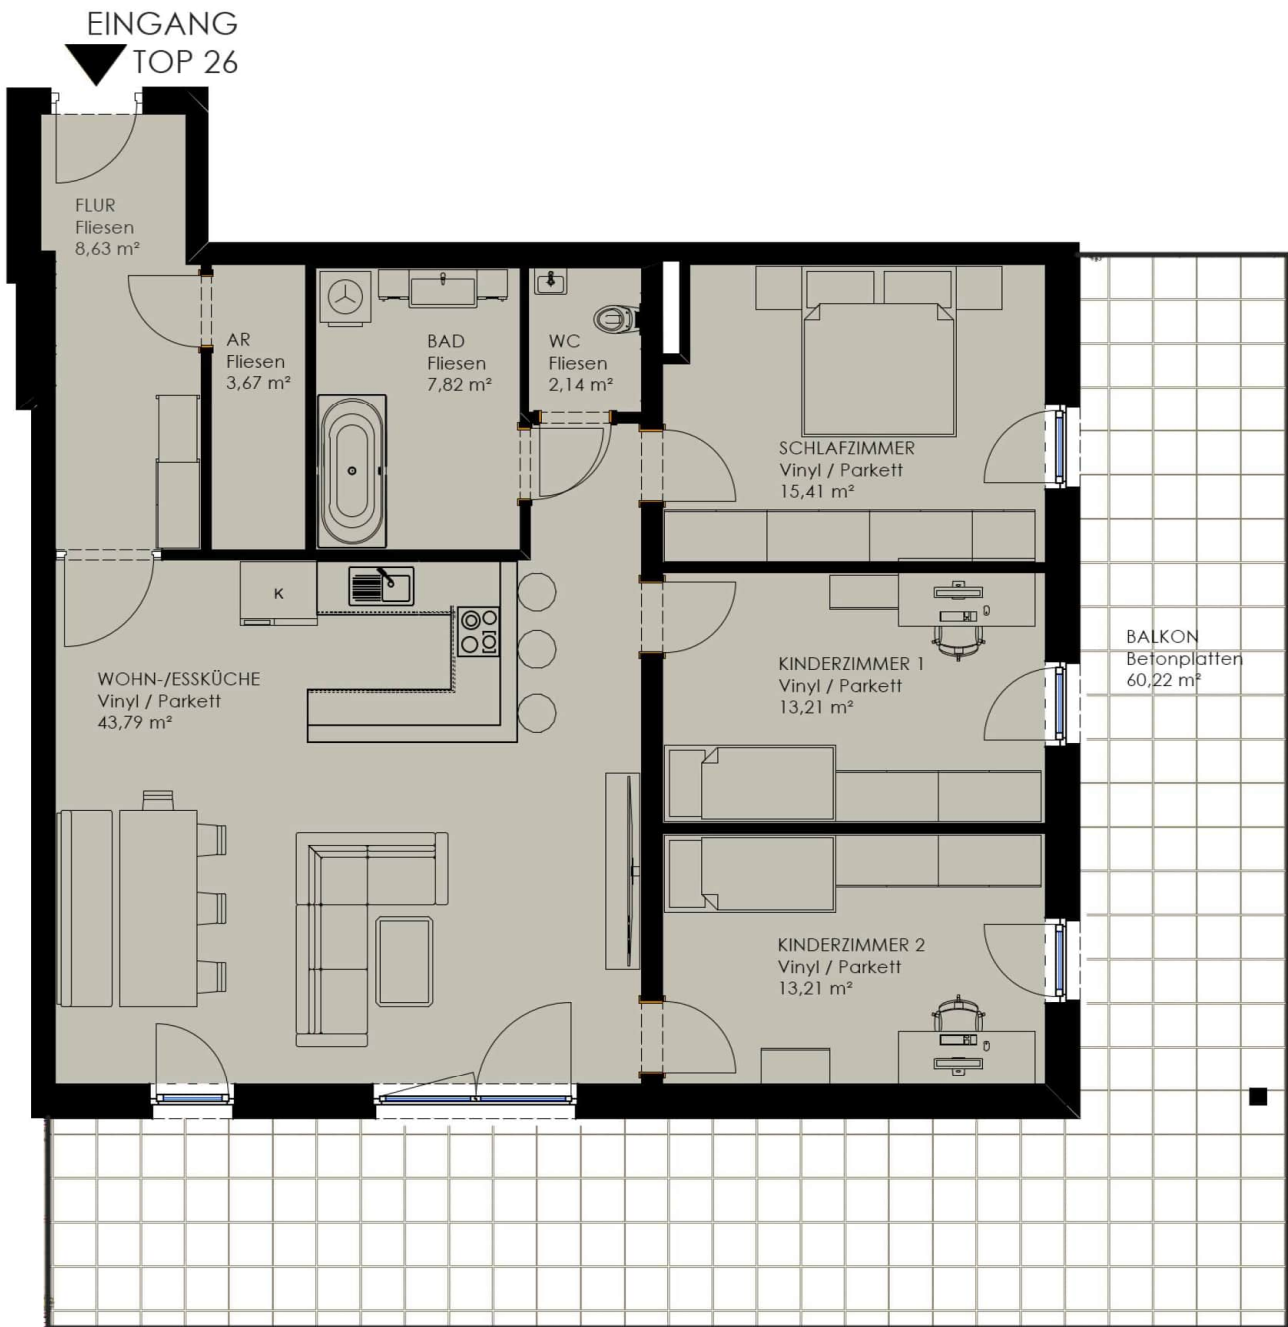 EINGANG
TOP 26
FLUR
Fliesen
8,63 m²
AR
Fliesen
3,67 m²
BAD
Fliesen
7,82 m²
WC
Fliesen
2,14 m²
SCHLAFZIMMER
Vinyl / Parkett
15,41 m²
K
WOHN-/ESSKÜCHE
Vinyl / Parkett
43,79 m²
KINDERZIMMER 1
Vinyl / Parkett
13,21 m²
BALKON
Betonplatten
60,22 m²
KINDERZIMMER 2
Vinyl / Parkett
13,21 m²